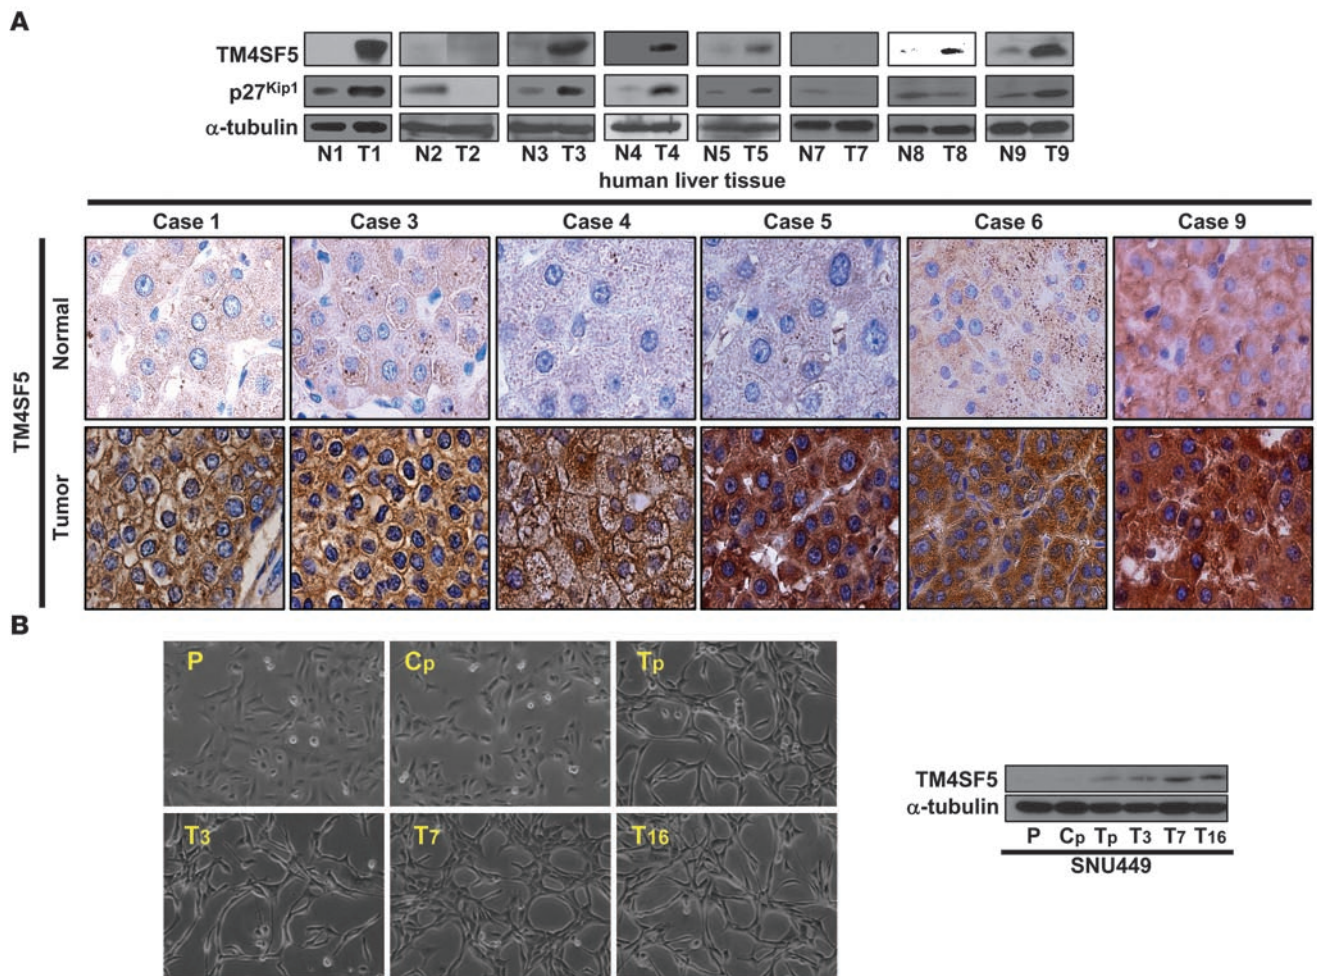 A
TM4SF5
p27Kip1
α-tubulin
N1 T1 N2 T2 N3 T3 N4 T4 N5 T5 N7 T7 N8 T8 N9 T9
human liver tissue
Case 1 Case 3 Case 4 Case 5 Case 6 Case 9
TM4SF5
Normal
Tumor
B
P Cp Tp
T3 T7 T16
TM4SF5
α-tubulin
P Cp Tp T3 T7 T16
SNU449